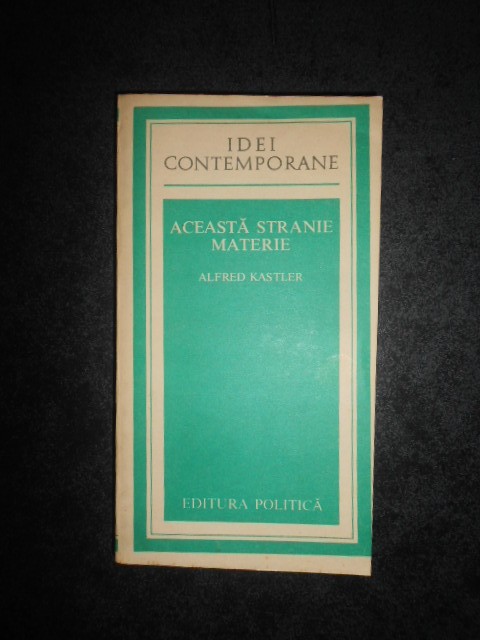 IDEI
CONTEMPORANE
ACEASTĂ STRANIE
MATERIE
ALFRED KASTLER
EDITURA POLITICĂ